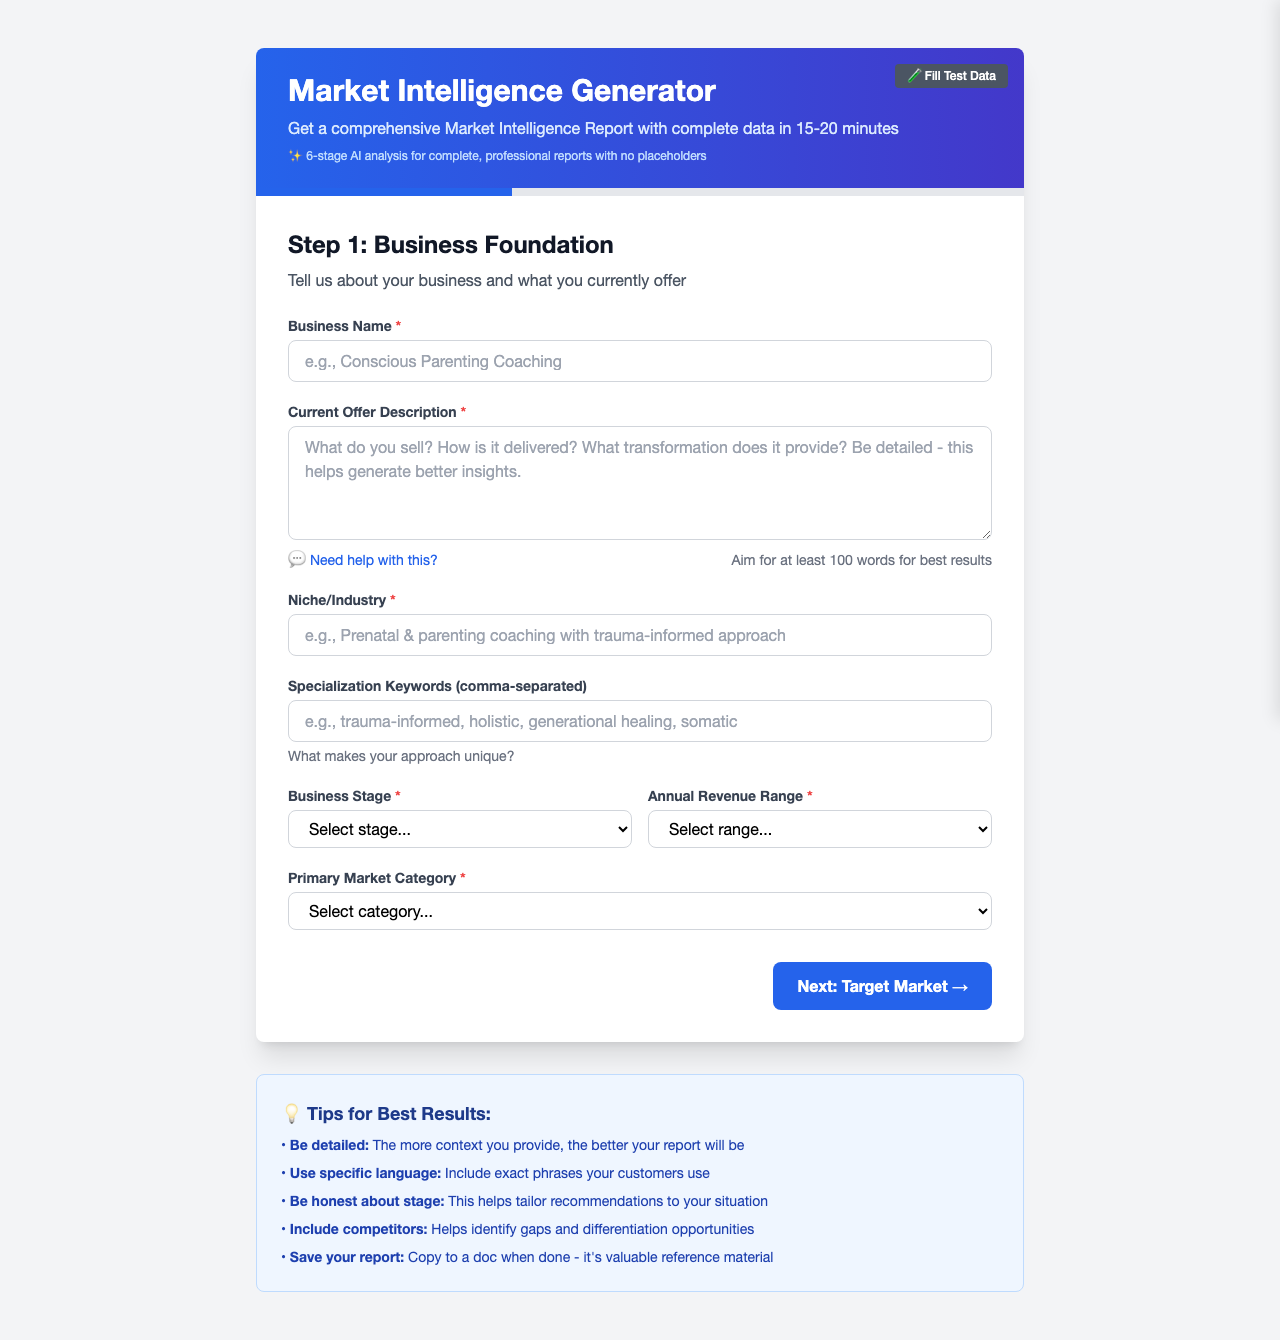 Market Intelligence Generator
🧪 Fill Test Data
Get a comprehensive Market Intelligence Report with complete data in 15-20 minutes
✨ 6-stage AI analysis for complete, professional reports with no placeholders
Step 1: Business Foundation
Tell us about your business and what you currently offer
Business Name *
e.g., Conscious Parenting Coaching
Current Offer Description *
What do you sell? How is it delivered? What transformation does it provide? Be detailed - this
helps generate better insights.
💬 Need help with this?
Aim for at least 100 words for best results
Niche/Industry *
e.g., Prenatal & parenting coaching with trauma-informed approach
Specialization Keywords (comma-separated)
e.g., trauma-informed, holistic, generational healing, somatic
What makes your approach unique?
Business Stage *
Select stage...
Annual Revenue Range *
Select range...
Primary Market Category *
Select category...
Next: Target Market →
💡 Tips for Best Results:
• Be detailed: The more context you provide, the better your report will be
• Use specific language: Include exact phrases your customers use
• Be honest about stage: This helps tailor recommendations to your situation
• Include competitors: Helps identify gaps and differentiation opportunities
• Save your report: Copy to a doc when done - it's valuable reference material